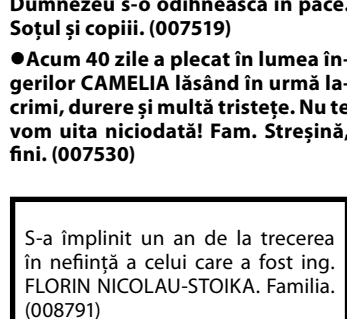 Dumnezeu s-o odihnească în pace.
Soțul și copiii. (007519)
●Acum 40 zile a plecat în lumea în-
gerilor CAMELIA lăsând în urmă la-
crimi, durere și multă tristețe. Nu te
vom uita niciodată! Fam. Streșină,
fini. (007530)
S-a împlinit un an de la trecerea
în neființă a celui care a fost ing.
FLORIN NICOLAU-STOIKA. Familia.
(008791)